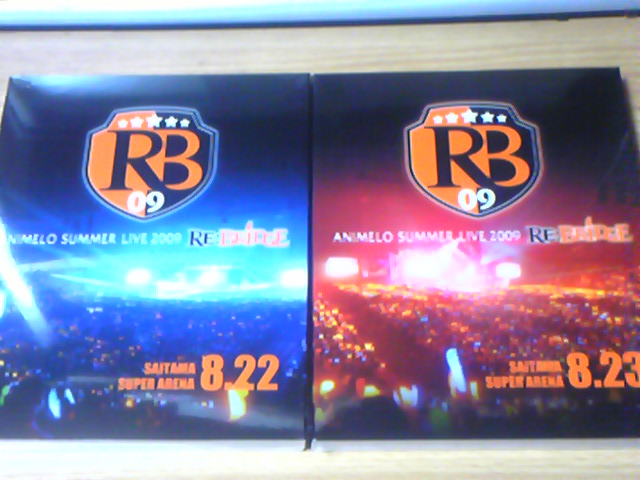 RB
09
ANIMELO SUMMER LIVE 2009 RE:BRIDGE
SAITAMA
SUPER ARENA 8.22
RB
09
ANIMELO SUMMER LIVE 2009 RE:BRIDGE
SAITAMA
SUPER ARENA 8.23